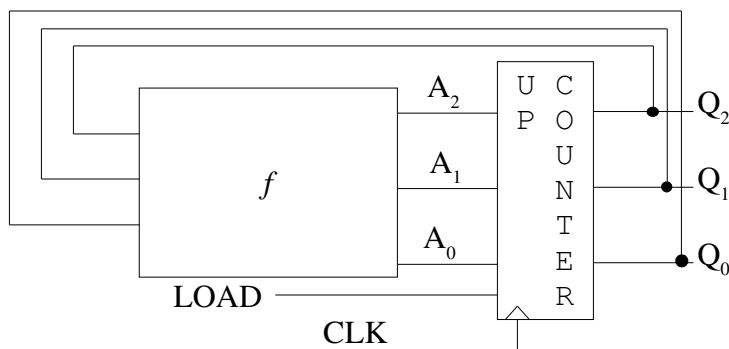 A₂
A₁
A₀
f
UP
COUNTER
Q₂
Q₁
Q₀
LOAD
CLK